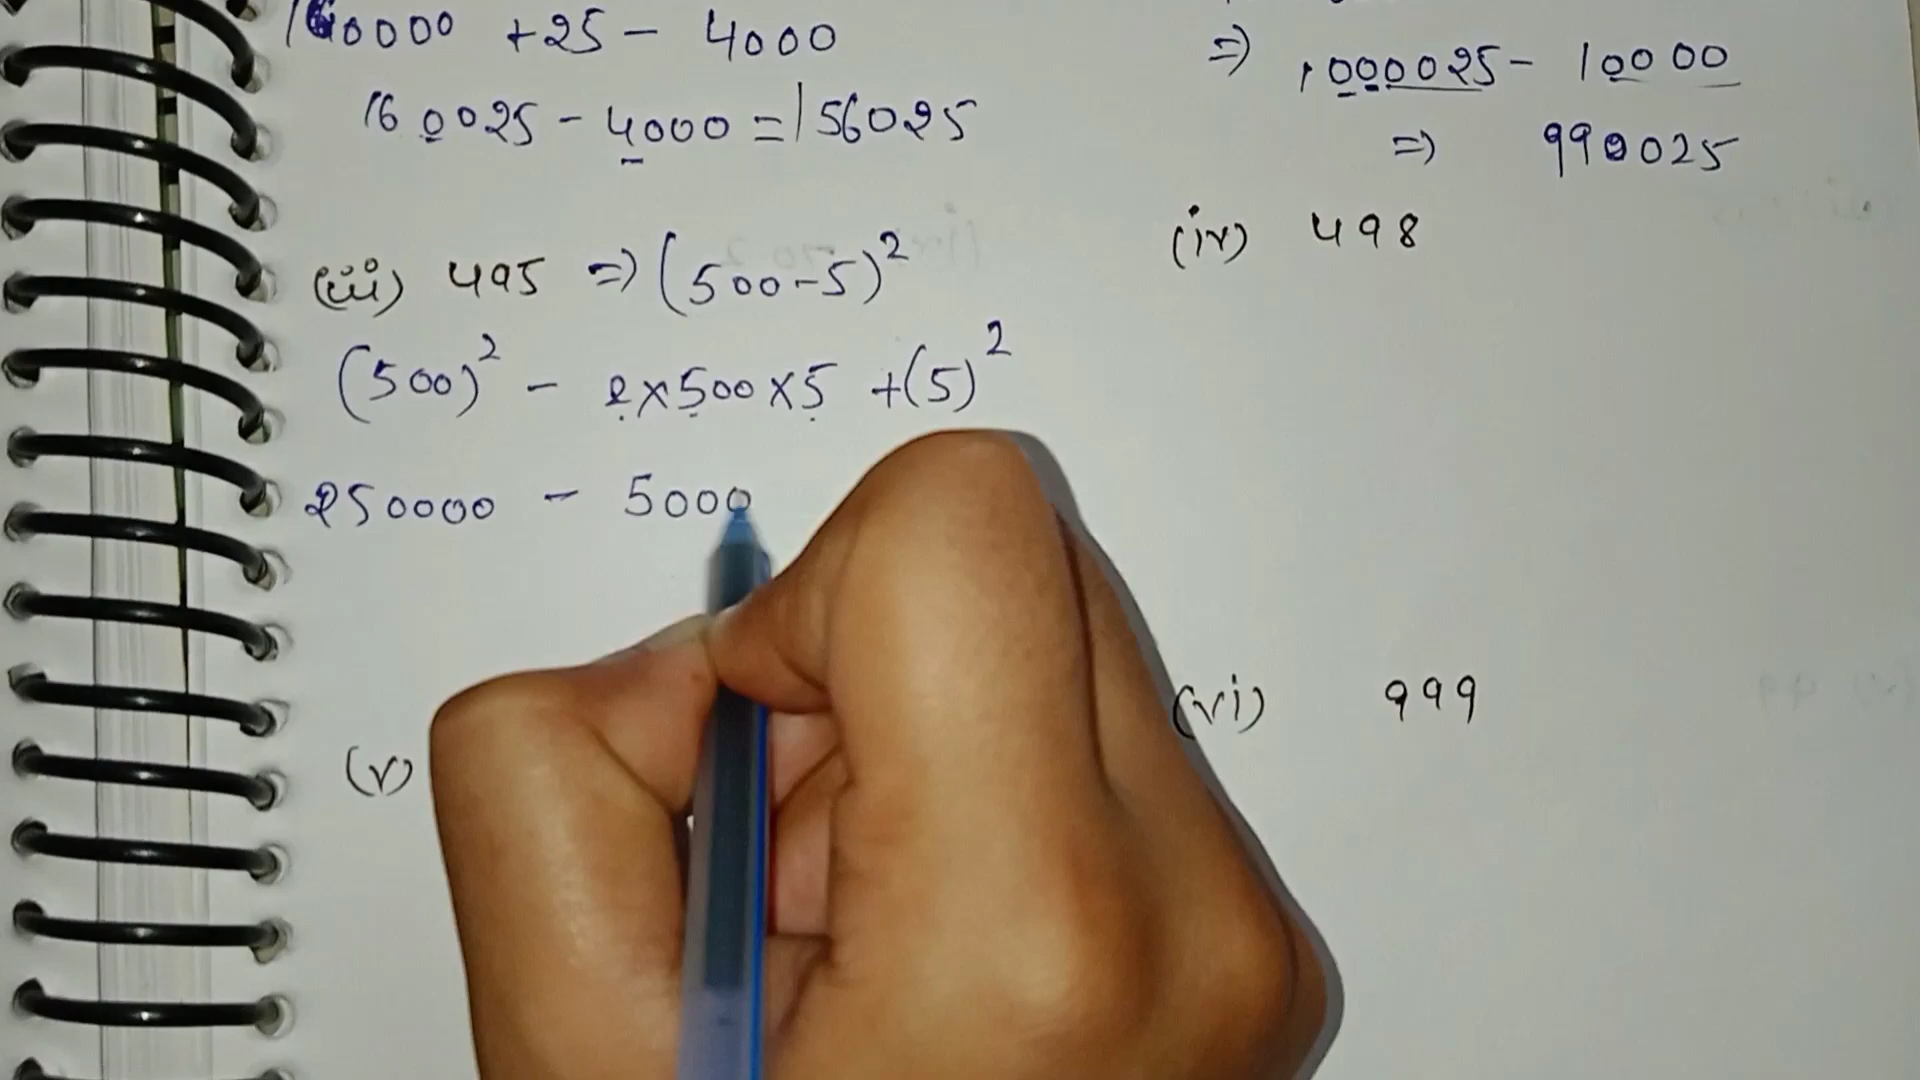 160000 +25 - 4000
160025 - 4000 = 156025
(iii) 495 => (500-5)²
(500)² - 2×500×5 +(5)²
250000 - 5000
(v)
=> 1000025 - 10000
=> 990025
(iv) 498
(vi) 999